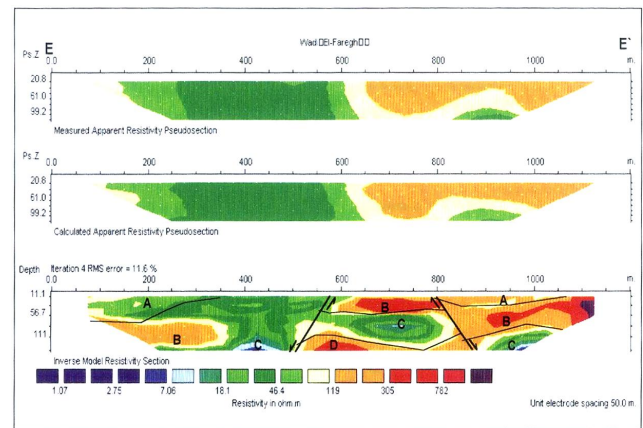 Wadi □El-Faregh□□
E E`
Ps Z 0.0 200 400 600 800 1000 m.
20.8
61.0
99.2
Measured Apparent Resistivity Pseudosection
Ps Z 0.0 200 400 600 800 1000 m.
20.8
61.0
99.2
Calculated Apparent Resistivity Pseudosection
Depth Iteration 4 RMS error = 11.6 %
0.0 200 400 600 800 1000 m.
11.1
56.7
111
A B C B C D A B C
Inverse Model Resistivity Section
1.07 2.75 7.06 18.1 46.4 119 305 782
Resistivity in ohm.m
Unit electrode spacing 50.0 m.